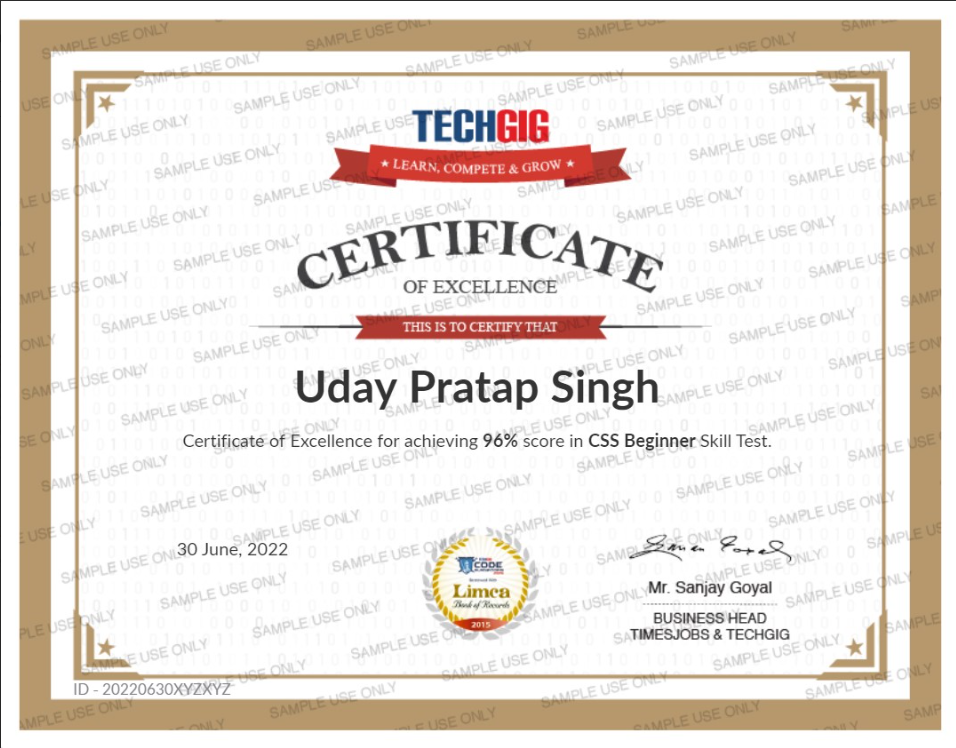 TECHGIG
★ LEARN, COMPETE & GROW ★
CERTIFICATE
OF EXCELLENCE
THIS IS TO CERTIFY THAT
Uday Pratap Singh
Certificate of Excellence for achieving 96% score in CSS Beginner Skill Test.
30 June, 2022
CODE
Limca
Book of Records
2015
Mr. Sanjay Goyal
BUSINESS HEAD
TIMESJOBS & TECHGIG
ID - 20220630XYZXYZ
SAMPLE USE ONLY